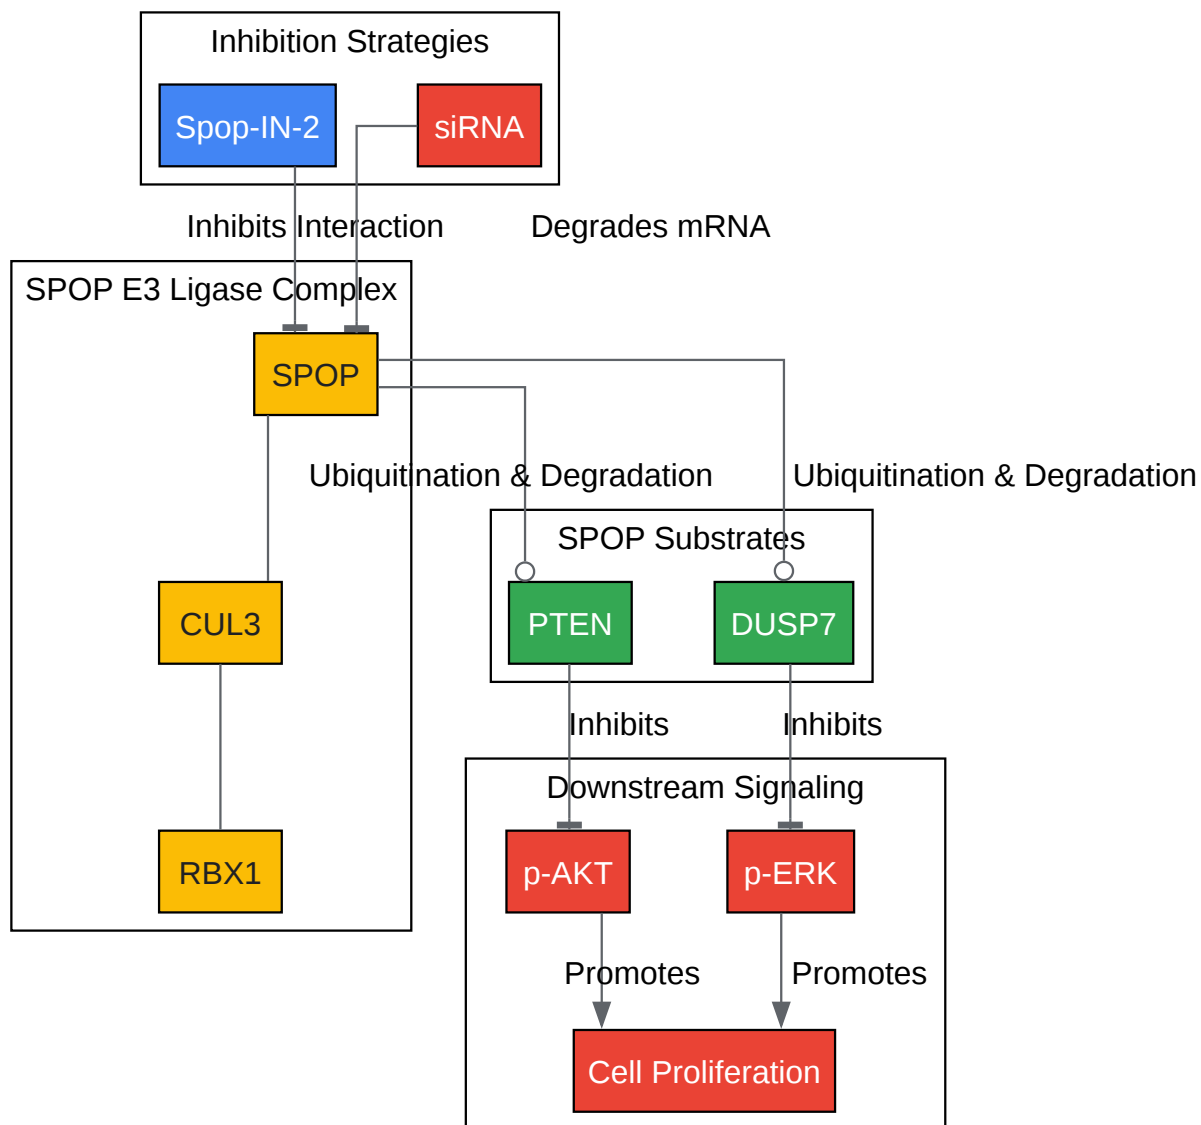 Inhibition Strategies
Spop-IN-2
siRNA
Inhibits Interaction
Degrades mRNA
SPOP E3 Ligase Complex
SPOP
Ubiquitination & Degradation
Ubiquitination & Degradation
SPOP Substrates
CUL3
PTEN
DUSP7
Inhibits
Inhibits
Downstream Signaling
RBX1
p-AKT
p-ERK
Promotes
Promotes
Cell Proliferation